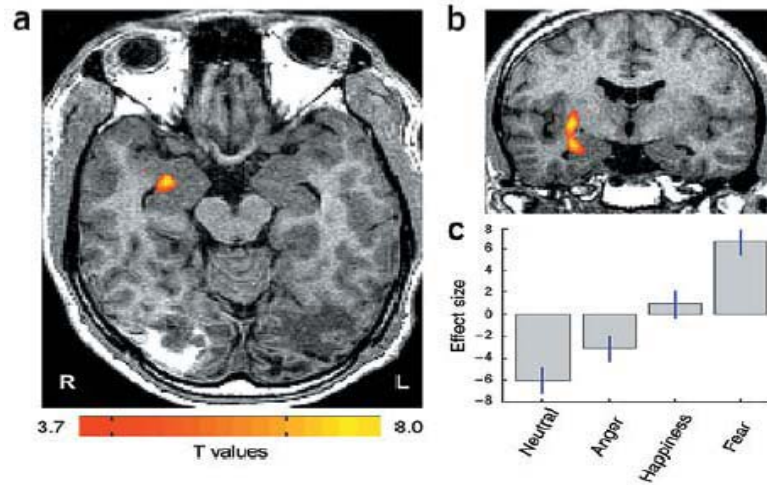 a
R
L
3.7
8.0
T values
b
c
Effect size
8
6
4
2
0
−2
−4
−6
−8
Neutral
Anger
Happiness
Fear